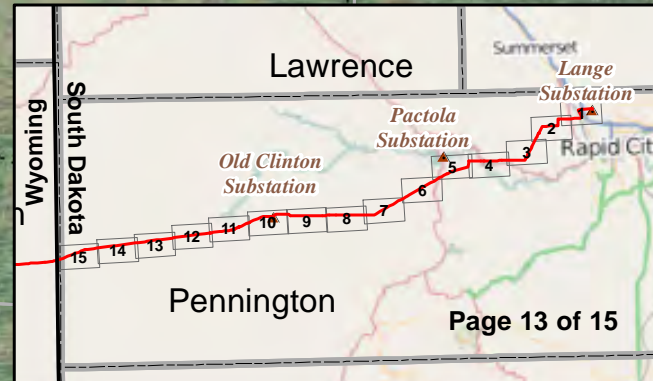 Summerset
Lawrence
Lange
Substation
Wyoming
South Dakota
Pactola
Substation
1
2
Rapid Cit
3
Old Clinton
Substation
5
4
6
7
10
9
8
11
12
13
14
15
Pennington
Page 13 of 15